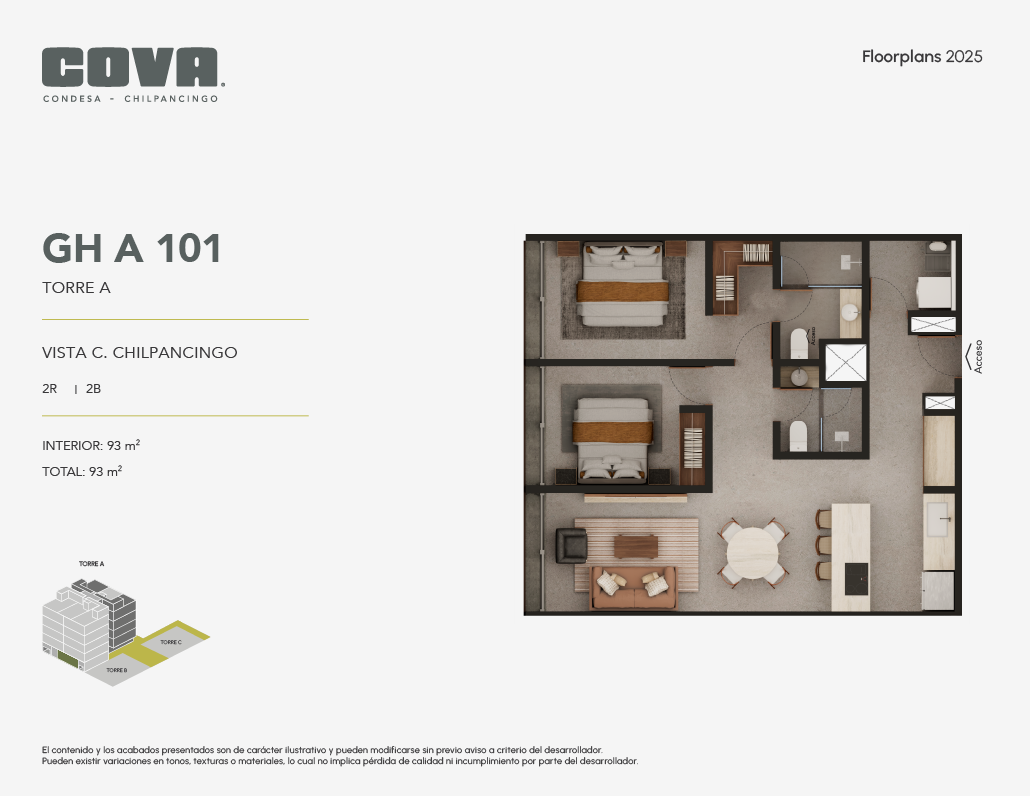 COVA.
CONDESA - CHILPANCINGO
Floorplans 2025
GH A 101
TORRE A
VISTA C. CHILPANCINGO
2R | 2B
INTERIOR: 93 m²
TOTAL: 93 m²
Acceso
Acceso
TORRE A
TORRE C
TORRE B
El contenido y los acabados presentados son de carácter ilustrativo y pueden modificarse sin previo aviso a criterio del desarrollador.
Pueden existir variaciones en tonos, texturas o materiales, lo cual no implica pérdida de calidad ni incumplimiento por parte del desarrollador.